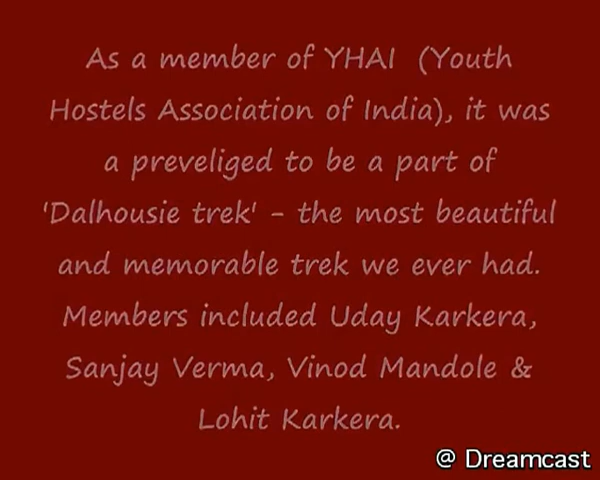 As a member of YHAI (Youth
Hostels Association of India), it was
a preveliged to be a part of
'Dalhousie trek' - the most beautiful
and memorable trek we ever had.
Members included Uday Karkera,
Sanjay Verma, Vinod Mandole &
Lohit Karkera.
@ Dreamcast